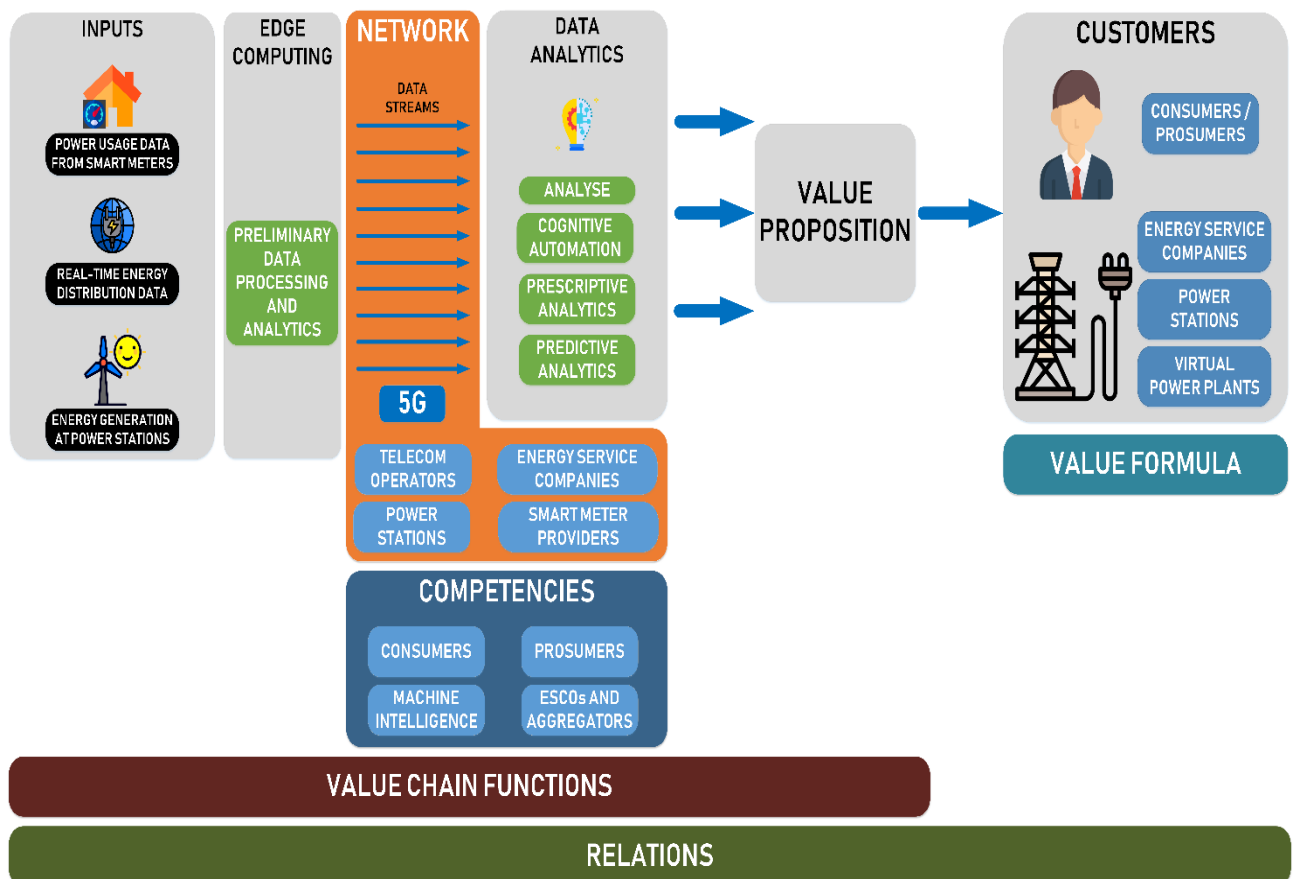 INPUTS
POWER USAGE DATA
FROM SMART METERS
REAL-TIME ENERGY
DISTRIBUTION DATA
ENERGY GENERATION
AT POWER STATIONS
EDGE
COMPUTING
PRELIMINARY
DATA
PROCESSING
AND
ANALYTICS
NETWORK
DATA
STREAMS
5G
TELECOM
OPERATORS
ENERGY SERVICE
COMPANIES
POWER
STATIONS
SMART METER
PROVIDERS
DATA
ANALYTICS
ANALYSE
COGNITIVE
AUTOMATION
PRESCRIPTIVE
ANALYTICS
PREDICTIVE
ANALYTICS
VALUE
PROPOSITION
CUSTOMERS
CONSUMERS /
PROSUMERS
ENERGY SERVICE
COMPANIES
POWER
STATIONS
VIRTUAL
POWER PLANTS
VALUE FORMULA
COMPETENCIES
CONSUMERS
PROSUMERS
MACHINE
INTELLIGENCE
ESCOs AND
AGGREGATORS
VALUE CHAIN FUNCTIONS
RELATIONS